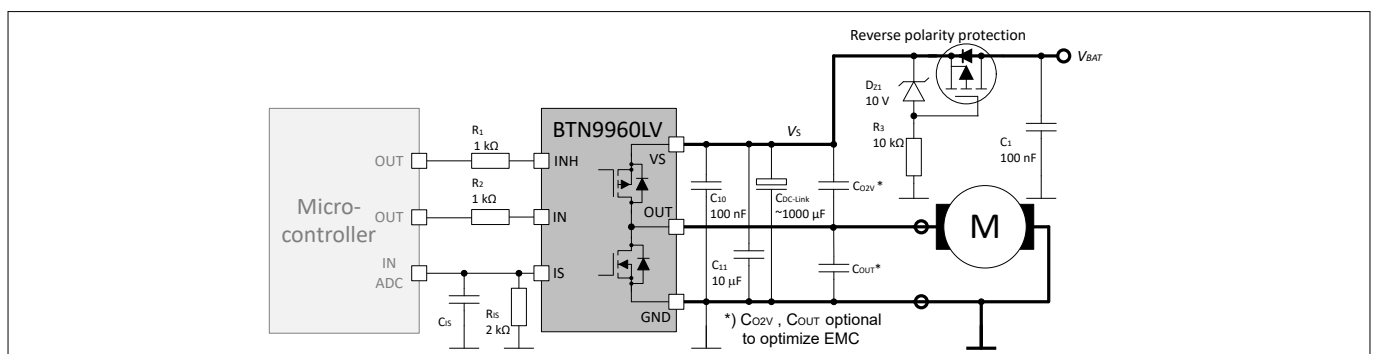 Reverse polarity protection
VBAT
DZ1
10 V
BTN9960LV
R1
1 kΩ
VS
R3
10 kΩ
C1
100 nF
OUT
INH
VS
R2
1 kΩ
CO2V *
Micro-
controller
OUT
IN
OUT
C10
100 nF
CDC-Link
~1000 µF
M
IN
ADC
IS
C11
10 µF
COUT*
CIS
RIS
2 kΩ
GND
*) CO2V , COUT optional
to optimize EMC